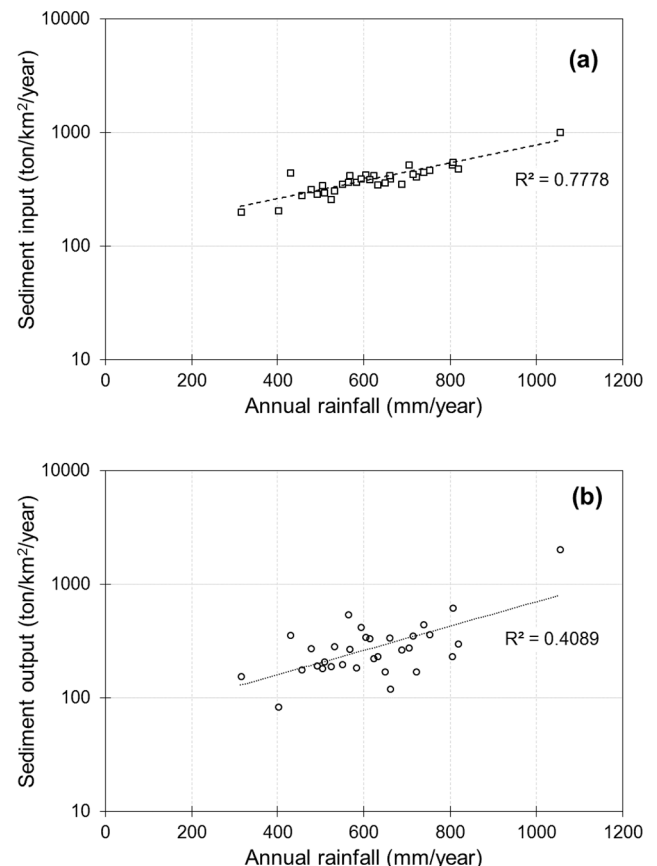 10000
(a)
1000
R² = 0.7778
100
10
0 200 400 600 800 1000 1200
Annual rainfall (mm/year)
Sediment input (ton/km²/year)
10000
(b)
1000
R² = 0.4089
100
10
0 200 400 600 800 1000 1200
Annual rainfall (mm/year)
Sediment output (ton/km²/year)